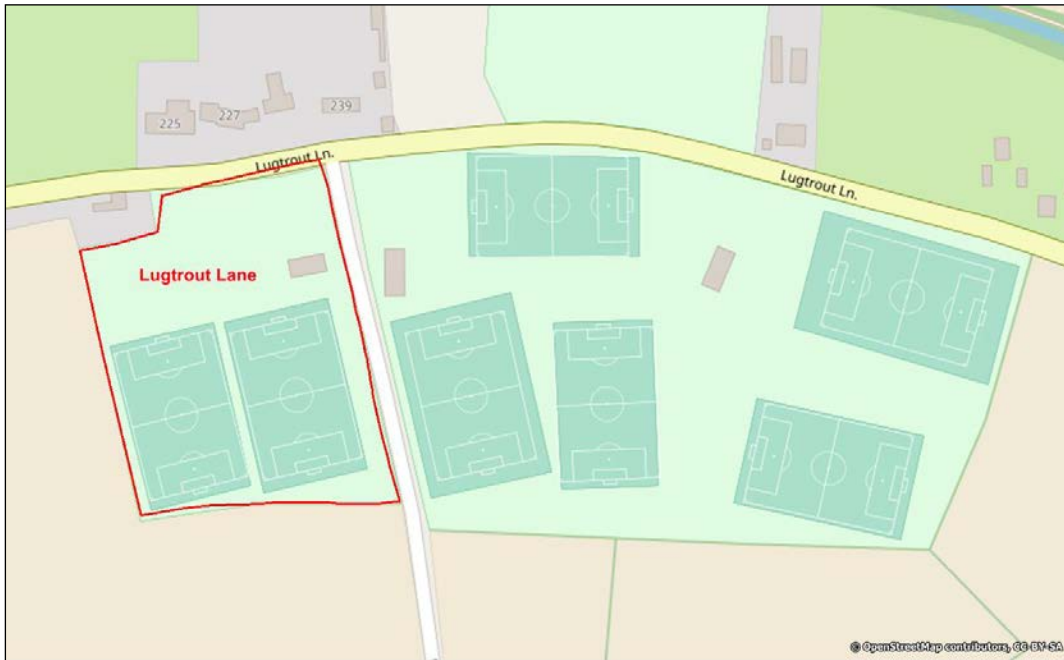 225
227
239
Lugtrout Ln.
Lugtrout Ln.
Lugtrout Lane
© OpenStreetMap contributors, CC-BY-SA